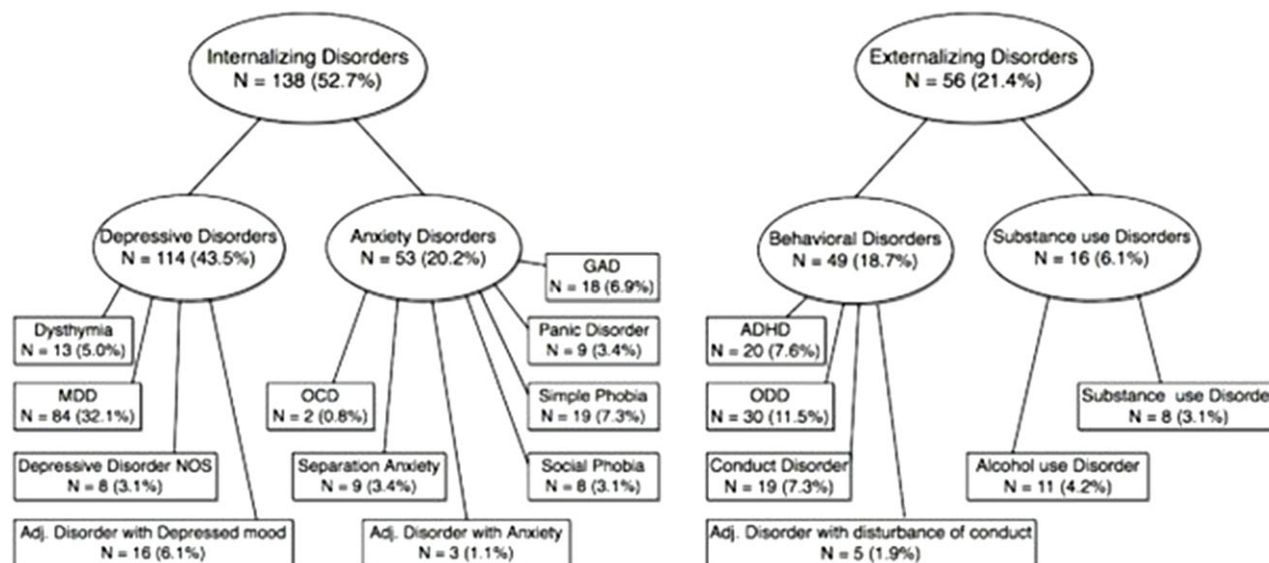 Internalizing Disorders
N = 138 (52.7%)
Externalizing Disorders
N = 56 (21.4%)
Depressive Disorders
N = 114 (43.5%)
Anxiety Disorders
N = 53 (20.2%)
Behavioral Disorders
N = 49 (18.7%)
Substance use Disorders
N = 16 (6.1%)
GAD
N = 18 (6.9%)
Dysthymia
N = 13 (5.0%)
Panic Disorder
N = 9 (3.4%)
ADHD
N = 20 (7.6%)
MDD
N = 84 (32.1%)
OCD
N = 2 (0.8%)
Simple Phobia
N = 19 (7.3%)
ODD
N = 30 (11.5%)
Substance use Disorde
N = 8 (3.1%)
Depressive Disorder NOS
N = 8 (3.1%)
Separation Anxiety
N = 9 (3.4%)
Social Phobia
N = 8 (3.1%)
Conduct Disorder
N = 19 (7.3%)
Alcohol use Disorder
N = 11 (4.2%)
Adj. Disorder with Depressed mood
N = 16 (6.1%)
Adj. Disorder with Anxiety
N = 3 (1.1%)
Adj. Disorder with disturbance of conduct
N = 5 (1.9%)